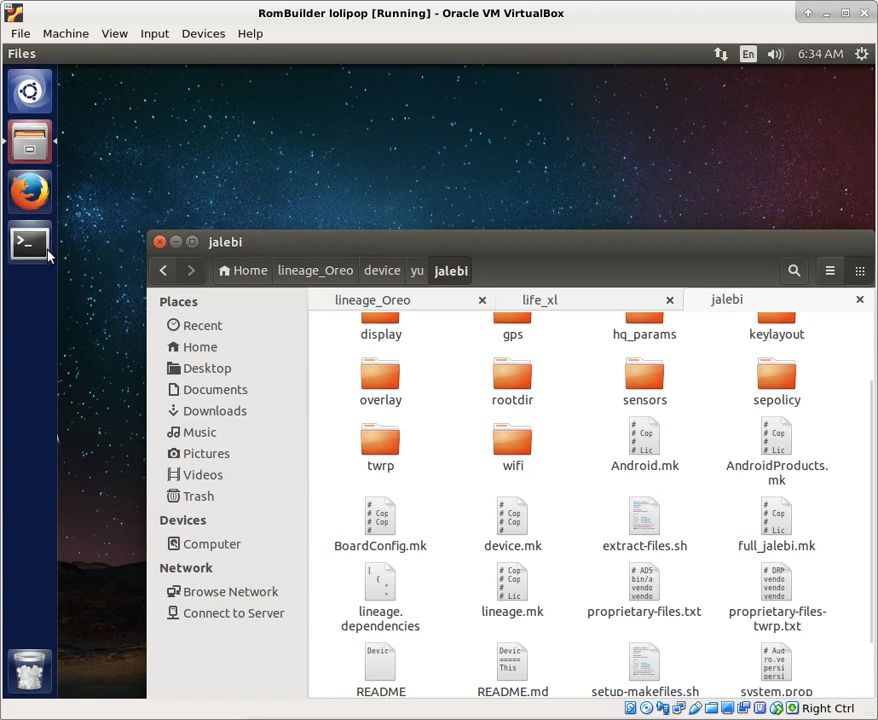 RomBuilder lolipop [Running] - Oracle VM VirtualBox
File Machine View Input Devices Help
Files
En
6:34 AM
jalebi
Home lineage_Oreo device yu jalebi
Places
Recent
Home
Desktop
Documents
Downloads
Music
Pictures
Videos
Trash
Devices
Computer
Network
Browse Network
Connect to Server
lineage_Oreo life_xl jalebi
display gps hq_params keylayout
overlay rootdir sensors sepolicy
twrp wifi Android.mk AndroidProducts.
mk
BoardConfig.mk device.mk extract-files.sh full_jalebi.mk
lineage. lineage.mk proprietary-files.txt proprietary-files-
dependencies twrp.txt
README README.md setup-makefiles.sh system.prop
Right Ctrl